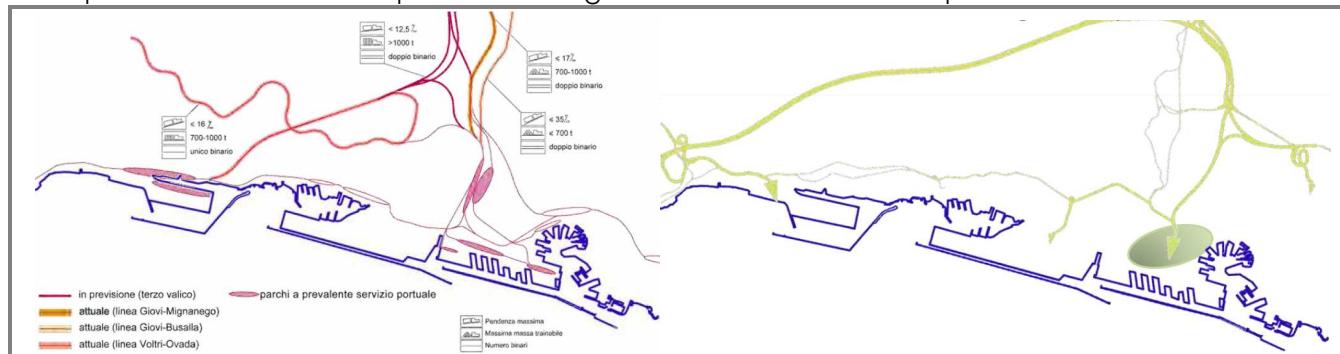 ≤ 12,5
>1000 t
doppio binario
≤ 17
700-1000 t
doppio binario
≤ 16
700-1000 t
unico binario
≤ 35
≤ 700 t
doppio binario
in previsione (terzo valico)
parchi a prevalente servizio portuale
attuale (linea Giovi-Mignanego)
attuale (linea Giovi-Busalla)
attuale (linea Voltri-Ovada)
Pendenza massima
Massima massa trainabile
Numero binari